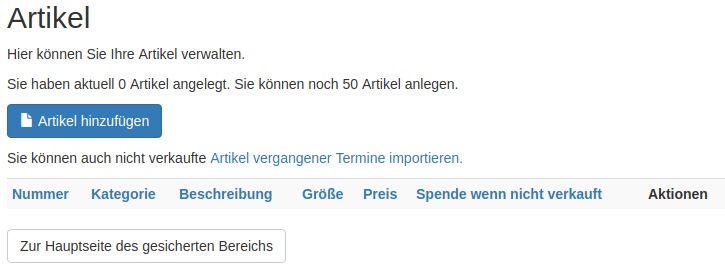 Artikel
Hier können Sie Ihre Artikel verwalten.
Sie haben aktuell 0 Artikel angelegt. Sie können noch 50 Artikel anlegen.
Artikel hinzufügen
Sie können auch nicht verkaufte Artikel vergangener Termine importieren.
Nummer Kategorie Beschreibung Größe Preis Spende wenn nicht verkauft Aktionen
Zur Hauptseite des gesicherten Bereichs